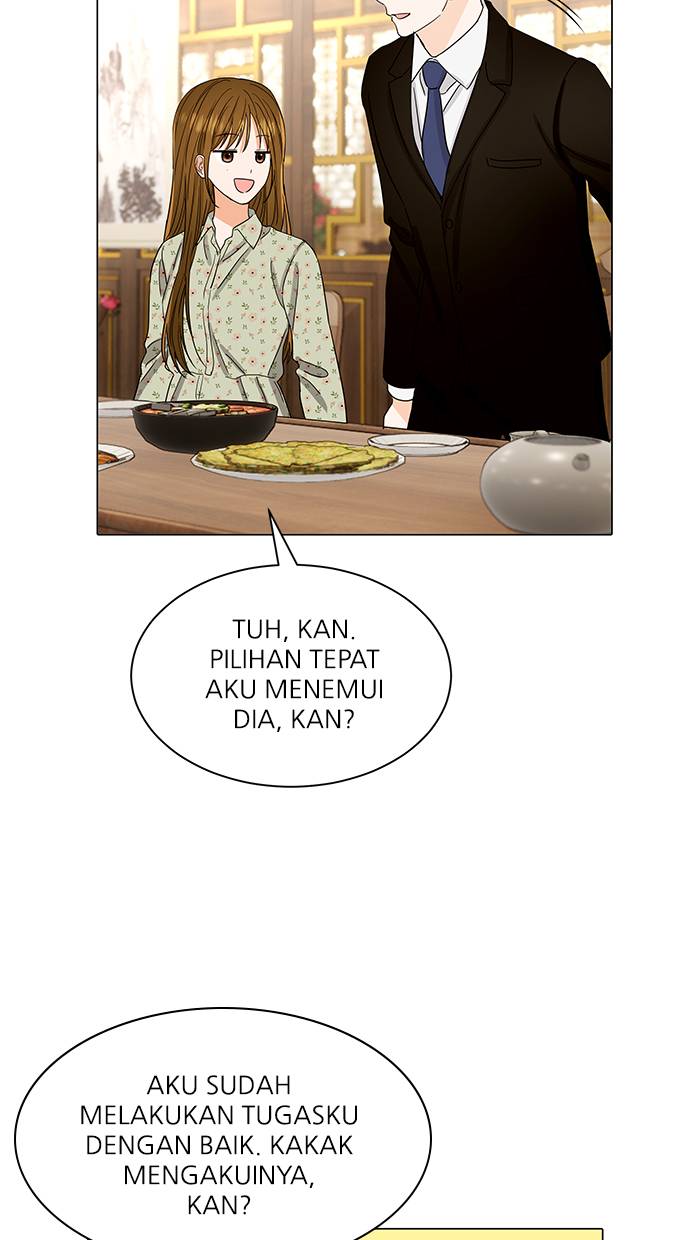 TUH, KAN.
PILIHAN TEPAT
AKU MENEMUI
DIA, KAN?
AKU SUDAH
MELAKUKAN TUGASKU
DENGAN BAIK. KAKAK
MENGAKUINYA,
KAN?